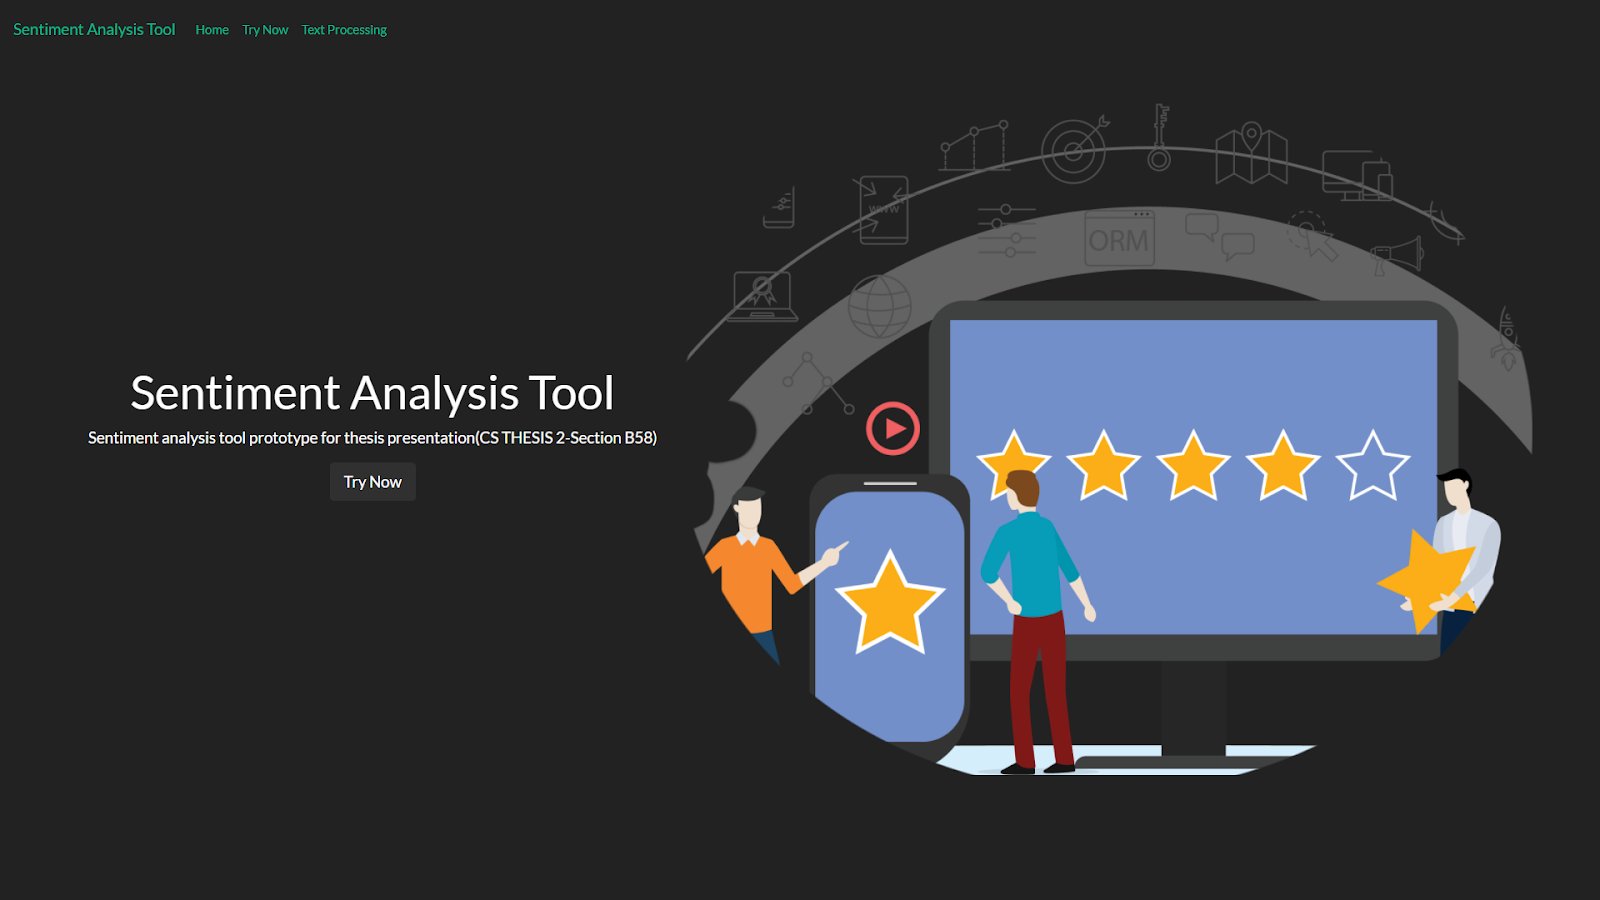 Sentiment Analysis Tool Home Try Now Text Processing
www
ORM
Sentiment Analysis Tool
Sentiment analysis tool prototype for thesis presentation(CS THESIS 2-Section B58)
Try Now